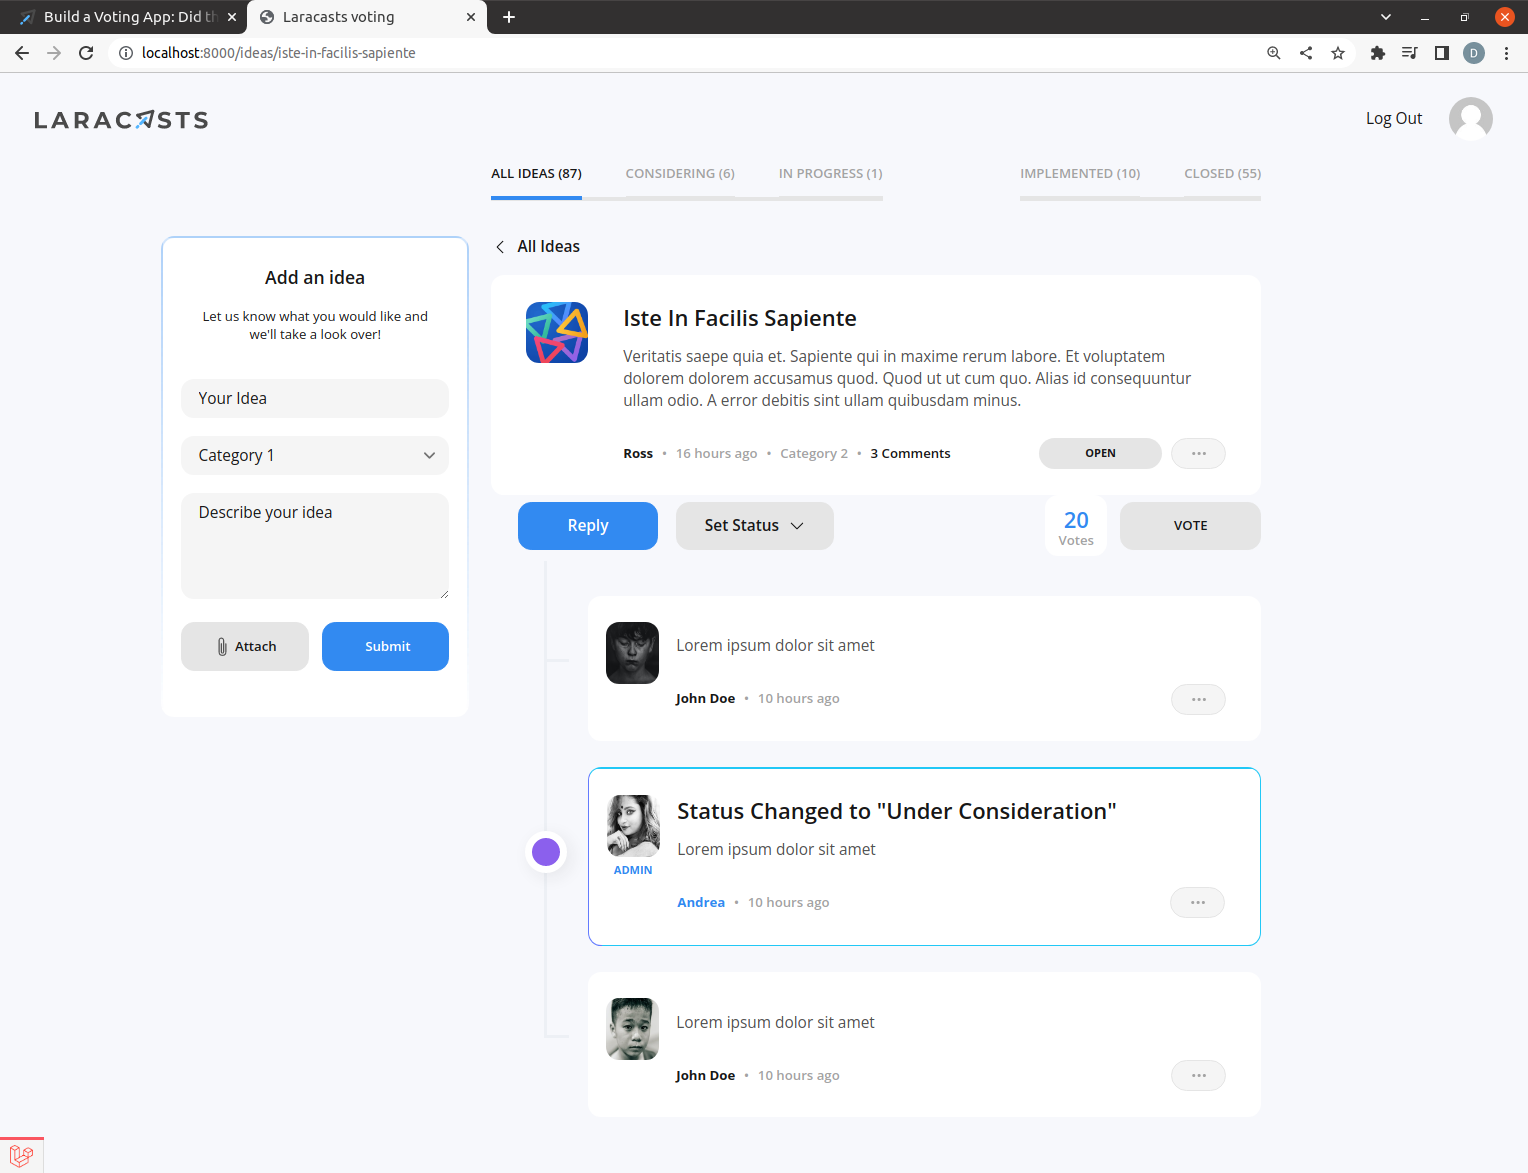 Build a Voting App: Did th
Laracasts voting
localhost:8000/ideas/iste-in-facilis-sapiente
D
LARACASTS
Log Out
ALL IDEAS (87)
CONSIDERING (6)
IN PROGRESS (1)
IMPLEMENTED (10)
CLOSED (55)
All Ideas
Add an idea
Let us know what you would like and
we'll take a look over!
Your Idea
Category 1
Describe your idea
Attach
Submit
Iste In Facilis Sapiente
Veritatis saepe quia et. Sapiente qui in maxime rerum labore. Et voluptatem
dolorem dolorem accusamus quod. Quod ut ut cum quo. Alias id consequuntur
ullam odio. A error debitis sint ullam quibusdam minus.
Ross • 16 hours ago • Category 2 • 3 Comments
OPEN
Reply
Set Status
20
Votes
VOTE
Lorem ipsum dolor sit amet
John Doe • 10 hours ago
Status Changed to "Under Consideration"
Lorem ipsum dolor sit amet
ADMIN
Andrea • 10 hours ago
Lorem ipsum dolor sit amet
John Doe • 10 hours ago